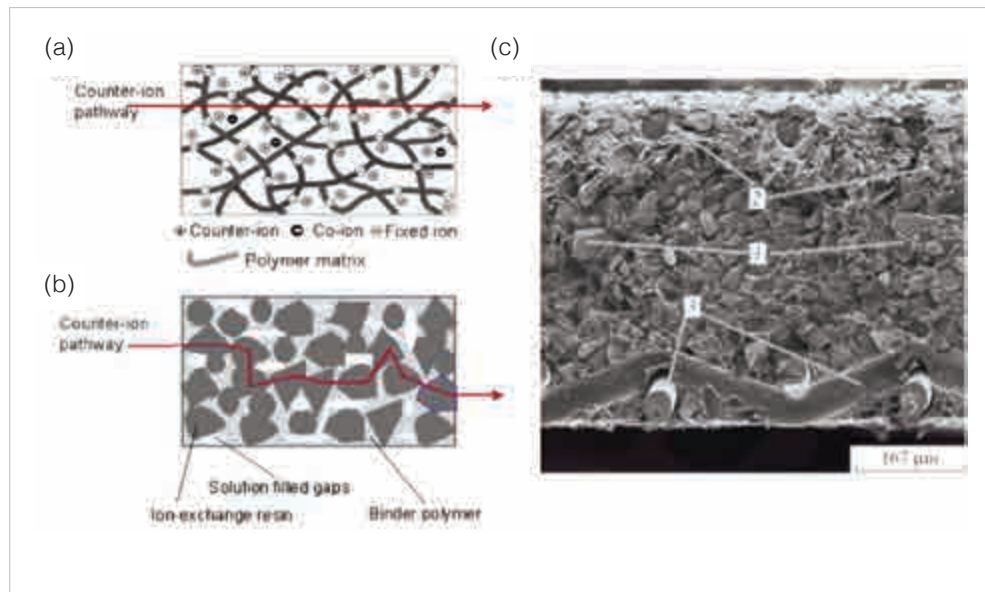 (a)
Counter-ion
pathway
Counter-ion Co-ion Fixed ion
Polymer matrix
(b)
Counter-ion
pathway
Solution filled gaps
Ion-exchange resin
Binder polymer
(c)
2